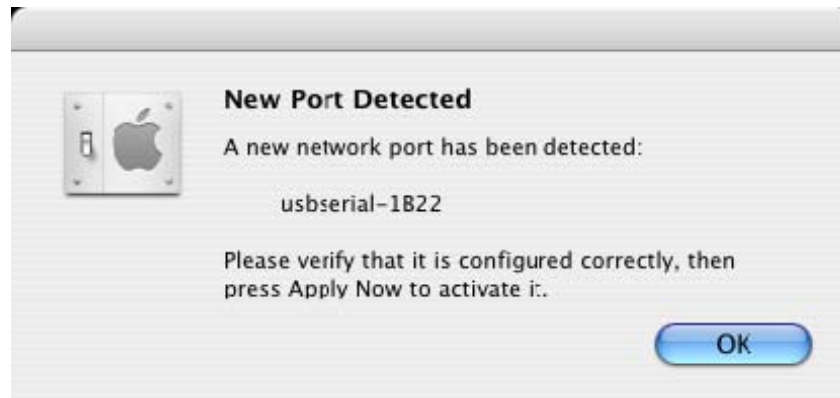 New Port Detected
A new network port has been detected:
usbserial-1B22
Please verify that it is configured correctly, then
press Apply Now to activate it.
OK